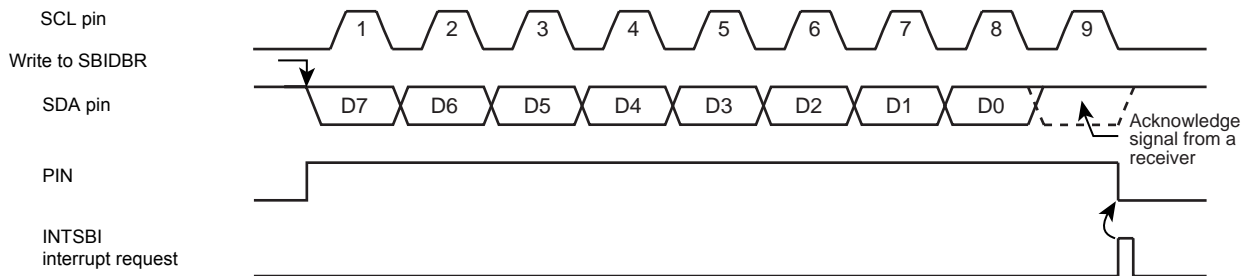 SCL pin
1 2 3 4 5 6 7 8 9
Write to SBIDBR
SDA pin
D7 D6 D5 D4 D3 D2 D1 D0
Acknowledge
signal from a
receiver
PIN
INTSBI
interrupt request